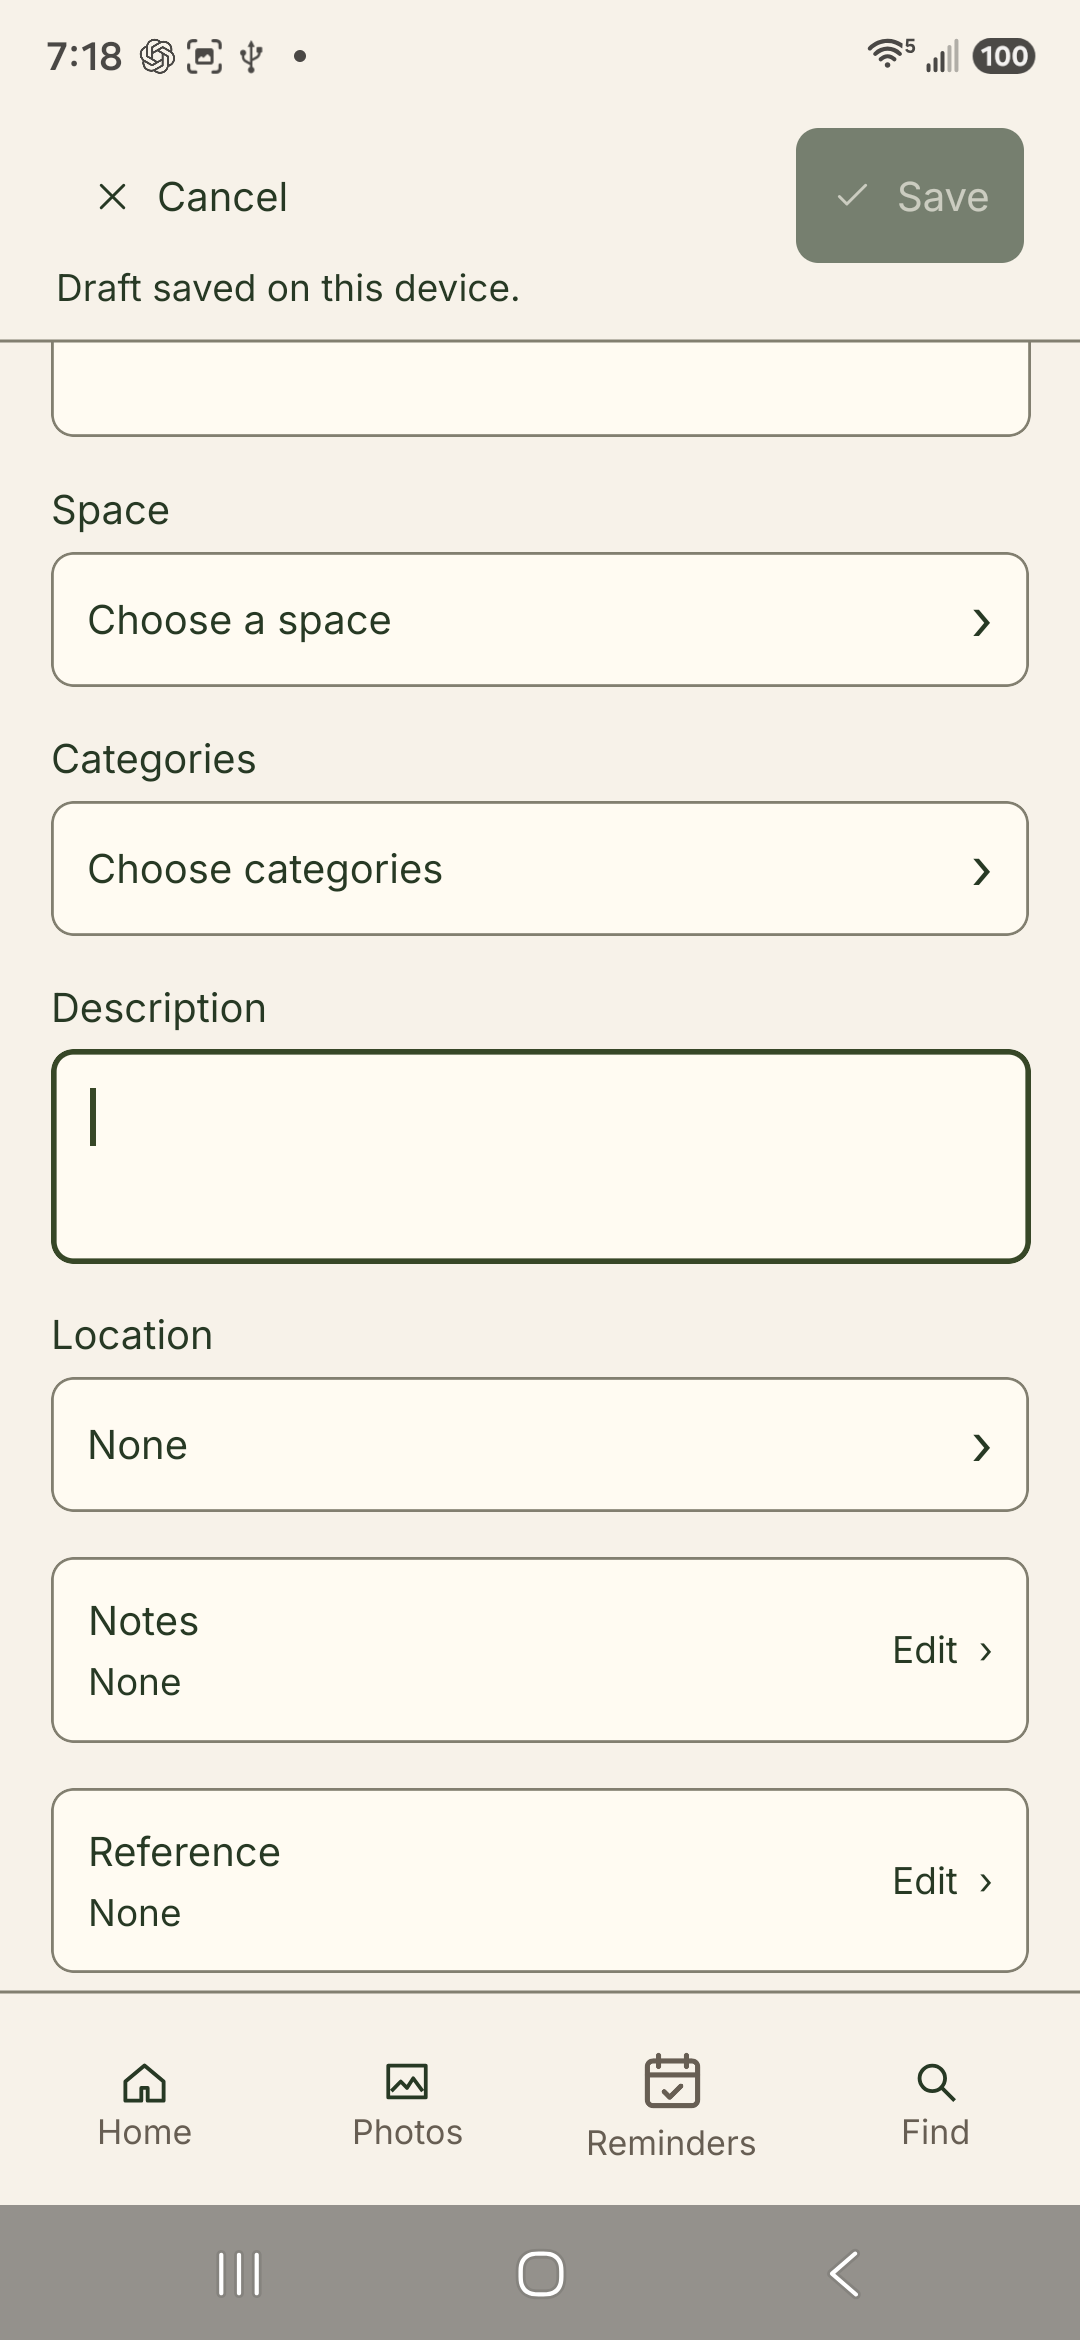 7:18
5
100
Cancel
Save
Draft saved on this device.
Space
Choose a space
Categories
Choose categories
Description
Location
None
Notes
None
Edit
Reference
None
Edit
Home
Photos
Reminders
Find